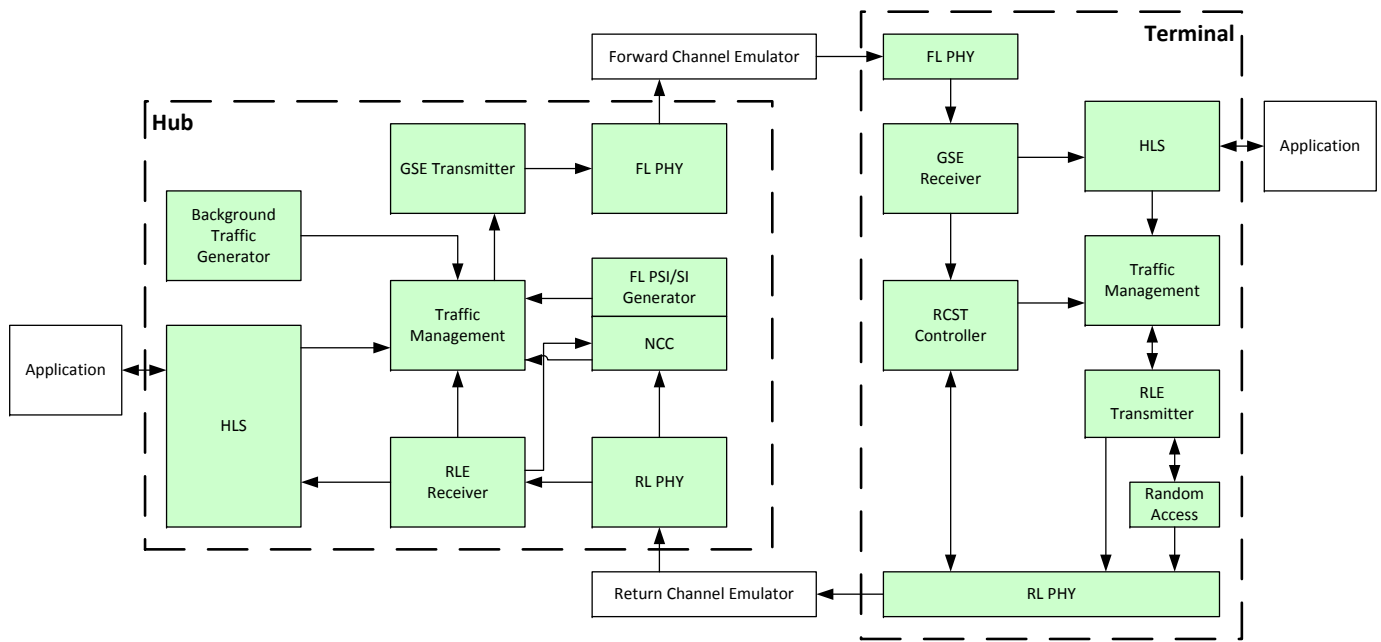 Terminal
Forward Channel Emulator
FL PHY
Hub
GSE Transmitter
FL PHY
GSE
Receiver
HLS
Application
Background
Traffic
Generator
Traffic
Management
FL PSI/SI
Generator
NCC
RCST
Controller
Traffic
Management
Application
HLS
RLE
Receiver
RL PHY
RLE
Transmitter
Random
Access
Return Channel Emulator
RL PHY